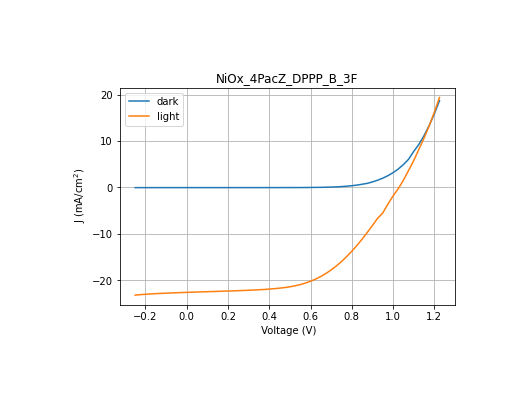 NiOx_4PacZ_DPPP_B_3F
dark
light
20
10
0
−10
−20
J (mA/cm²)
−0.2 0.0 0.2 0.4 0.6 0.8 1.0 1.2
Voltage (V)